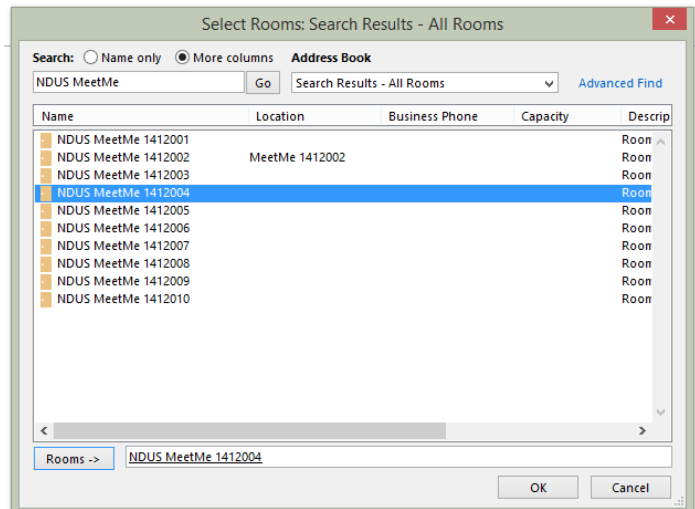 Select Rooms: Search Results - All Rooms
Search: Name only More columns Address Book
NDUS MeetMe Go Search Results - All Rooms Advanced Find
Name Location Business Phone Capacity Descrip
NDUS MeetMe 1412001 Room
NDUS MeetMe 1412002 MeetMe 1412002 Room
NDUS MeetMe 1412003 Room
NDUS MeetMe 1412004 Room
NDUS MeetMe 1412005 Room
NDUS MeetMe 1412006 Room
NDUS MeetMe 1412007 Room
NDUS MeetMe 1412008 Room
NDUS MeetMe 1412009 Room
NDUS MeetMe 1412010 Room
Rooms -> NDUS MeetMe 1412004
OK Cancel